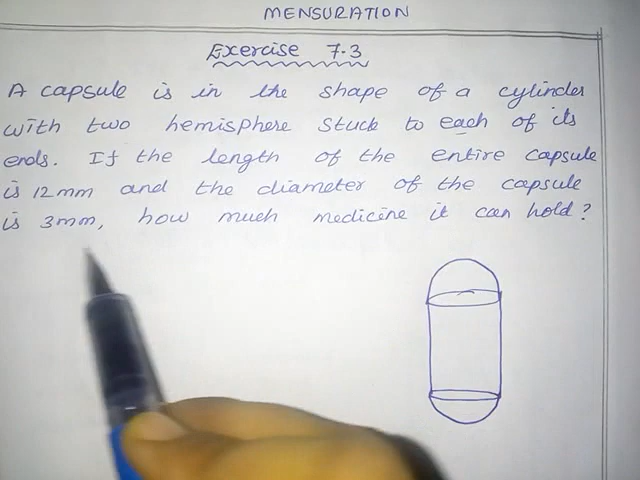 MENSURATION
Exercise 7.3
A capsule is in the shape of a cylinder
with two hemisphere stuck to each of its
ends. If the length of the entire capsule
is 12mm and the diameter of the capsule
is 3mm, how much medicine it can hold?